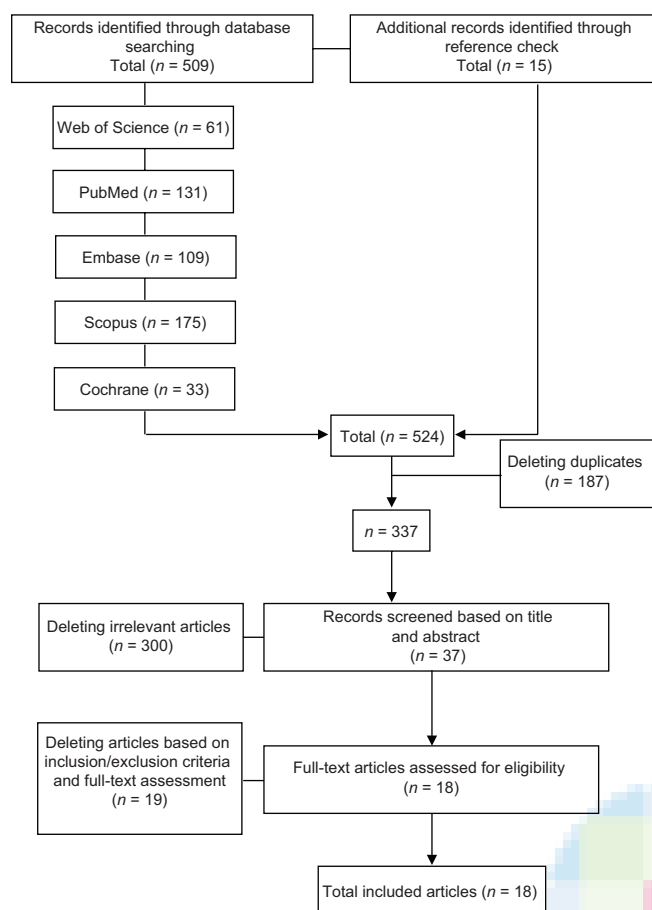 Records identified through database
searching
Total (n = 509)
Additional records identified through
reference check
Total (n = 15)
Web of Science (n = 61)
PubMed (n = 131)
Embase (n = 109)
Scopus (n = 175)
Cochrane (n = 33)
Total (n = 524)
Deleting duplicates
(n = 187)
n = 337
Records screened based on title
and abstract
(n = 37)
Deleting irrelevant articles
(n = 300)
Deleting articles based on
inclusion/exclusion criteria
and full-text assessment
(n = 19)
Full-text articles assessed for eligibility
(n = 18)
Total included articles (n = 18)